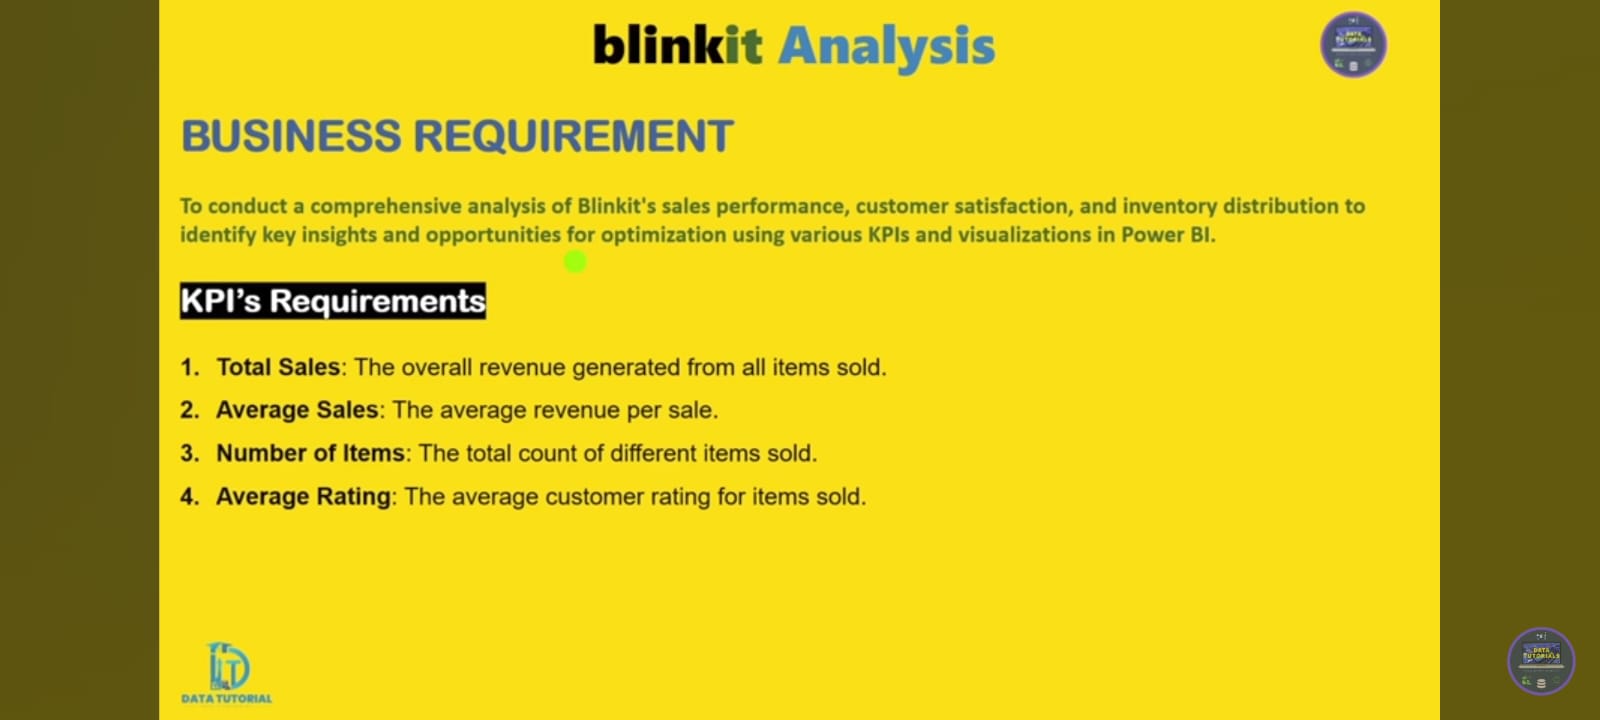 blinkit Analysis
DATA
TUTORIALS
BUSINESS REQUIREMENT
To conduct a comprehensive analysis of Blinkit's sales performance, customer satisfaction, and inventory distribution to
identify key insights and opportunities for optimization using various KPIs and visualizations in Power BI.
KPI’s Requirements
1. Total Sales: The overall revenue generated from all items sold.
2. Average Sales: The average revenue per sale.
3. Number of Items: The total count of different items sold.
4. Average Rating: The average customer rating for items sold.
DATA TUTORIAL
DATA
TUTORIALS